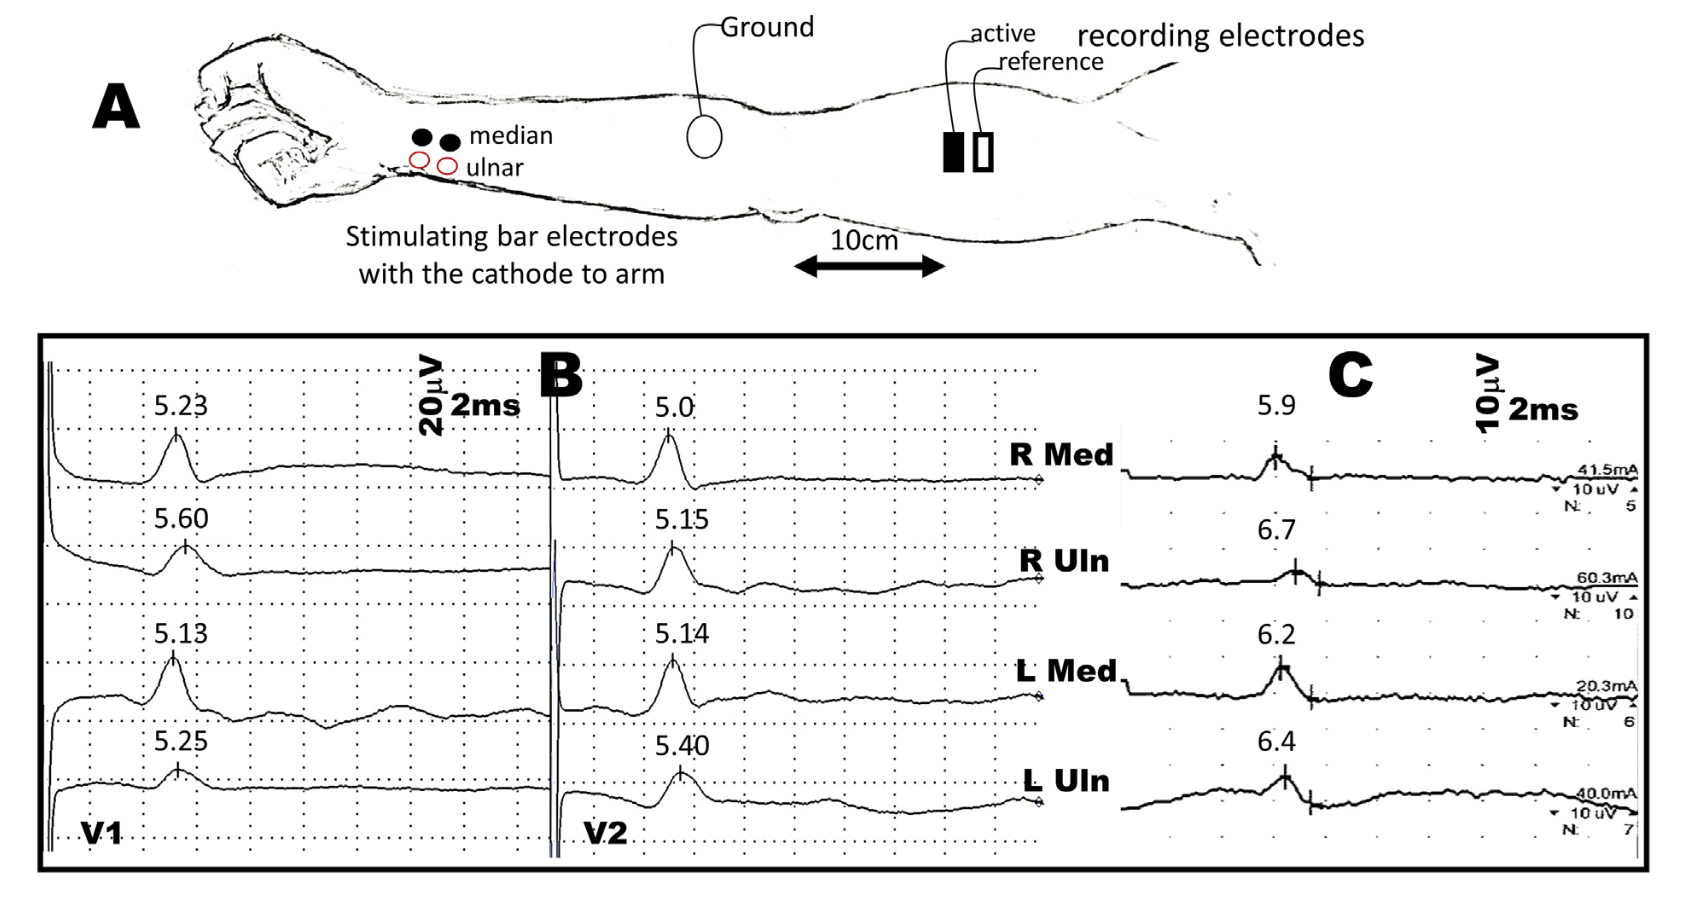 Ground
active
recording electrodes
reference
A
median
ulnar
Stimulating bar electrodes
with the cathode to arm
10cm
B
C
20µV
2ms
10µV
2ms
5.23
5.0
5.9
R Med
41.5mA
10 uV
N: 5
5.60
5.15
6.7
R Uln
60.3mA
10 uV
N: 10
5.13
5.14
6.2
L Med
20.3mA
10 uV
N: 6
5.25
5.40
6.4
L Uln
40.0mA
10 uV
N: 7
V1
V2